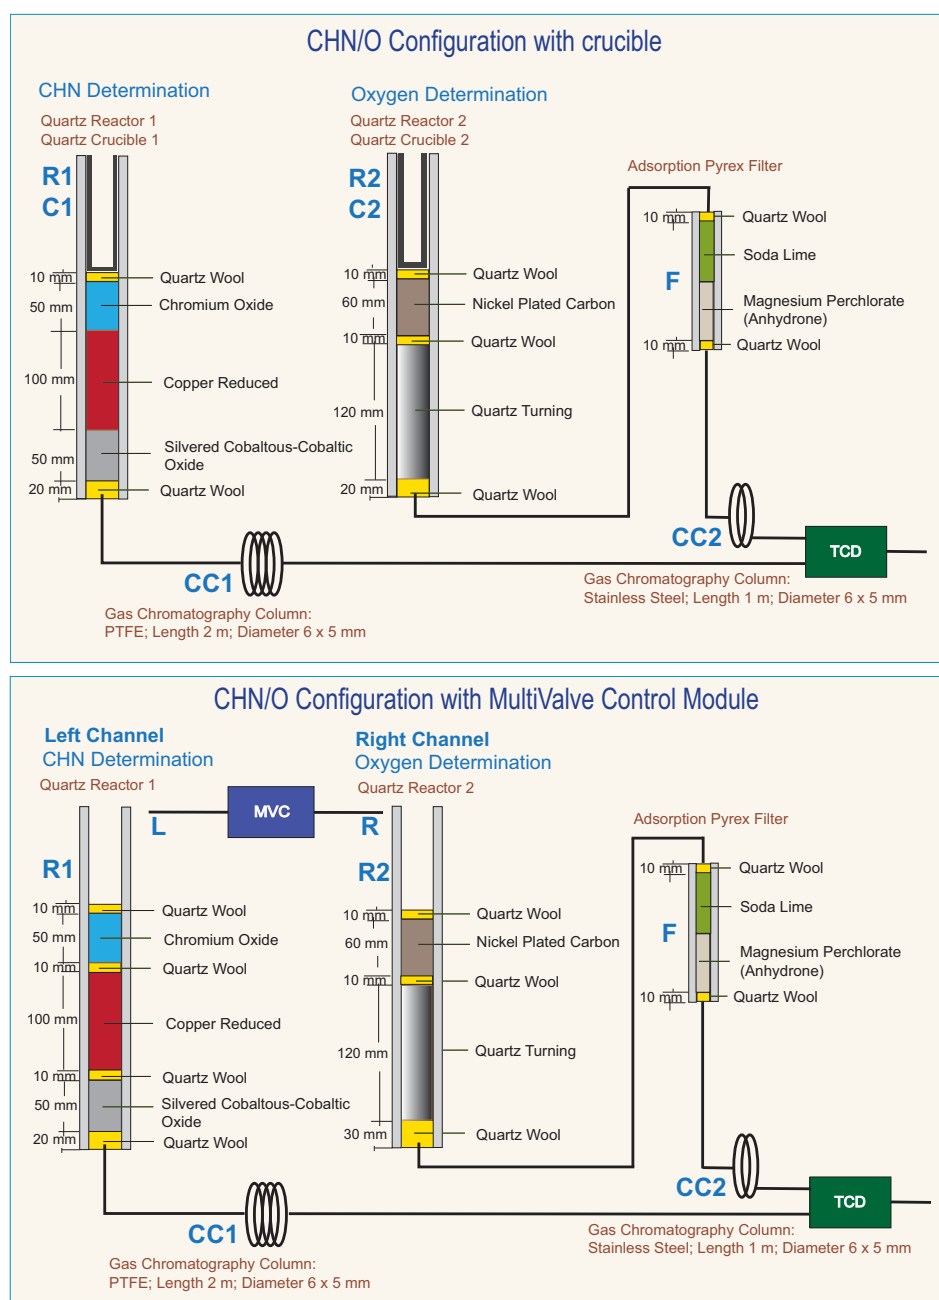 CHN/O Configuration with crucible
CHN Determination
Quartz Reactor 1
Quartz Crucible 1
R1
C1
10 mm
Quartz Wool
50 mm
Chromium Oxide
100 mm
Copper Reduced
50 mm
Silvered Cobaltous-Cobaltic
Oxide
20 mm
Quartz Wool
Oxygen Determination
Quartz Reactor 2
Quartz Crucible 2
R2
C2
10 mm
Quartz Wool
60 mm
Nickel Plated Carbon
10 mm
Quartz Wool
120 mm
Quartz Turning
20 mm
Quartz Wool
Adsorption Pyrex Filter
10 mm
Quartz Wool
Soda Lime
F
Magnesium Perchlorate
(Anhydrone)
10 mm
Quartz Wool
CC1
Gas Chromatography Column:
PTFE; Length 2 m; Diameter 6 x 5 mm
CC2
TCD
Gas Chromatography Column:
Stainless Steel; Length 1 m; Diameter 6 x 5 mm
CHN/O Configuration with MultiValve Control Module
Left Channel
CHN Determination
Quartz Reactor 1
L
MVC
R
R1
10 mm
Quartz Wool
50 mm
Chromium Oxide
10 mm
Quartz Wool
100 mm
Copper Reduced
10 mm
Quartz Wool
50 mm
Silvered Cobaltous-Cobaltic
Oxide
20 mm
Quartz Wool
Right Channel
Oxygen Determination
Quartz Reactor 2
R2
10 mm
Quartz Wool
60 mm
Nickel Plated Carbon
10 mm
Quartz Wool
120 mm
Quartz Turning
30 mm
Quartz Wool
Adsorption Pyrex Filter
10 mm
Quartz Wool
Soda Lime
F
Magnesium Perchlorate
(Anhydrone)
10 mm
Quartz Wool
CC1
Gas Chromatography Column:
PTFE; Length 2 m; Diameter 6 x 5 mm
CC2
TCD
Gas Chromatography Column:
Stainless Steel; Length 1 m; Diameter 6 x 5 mm